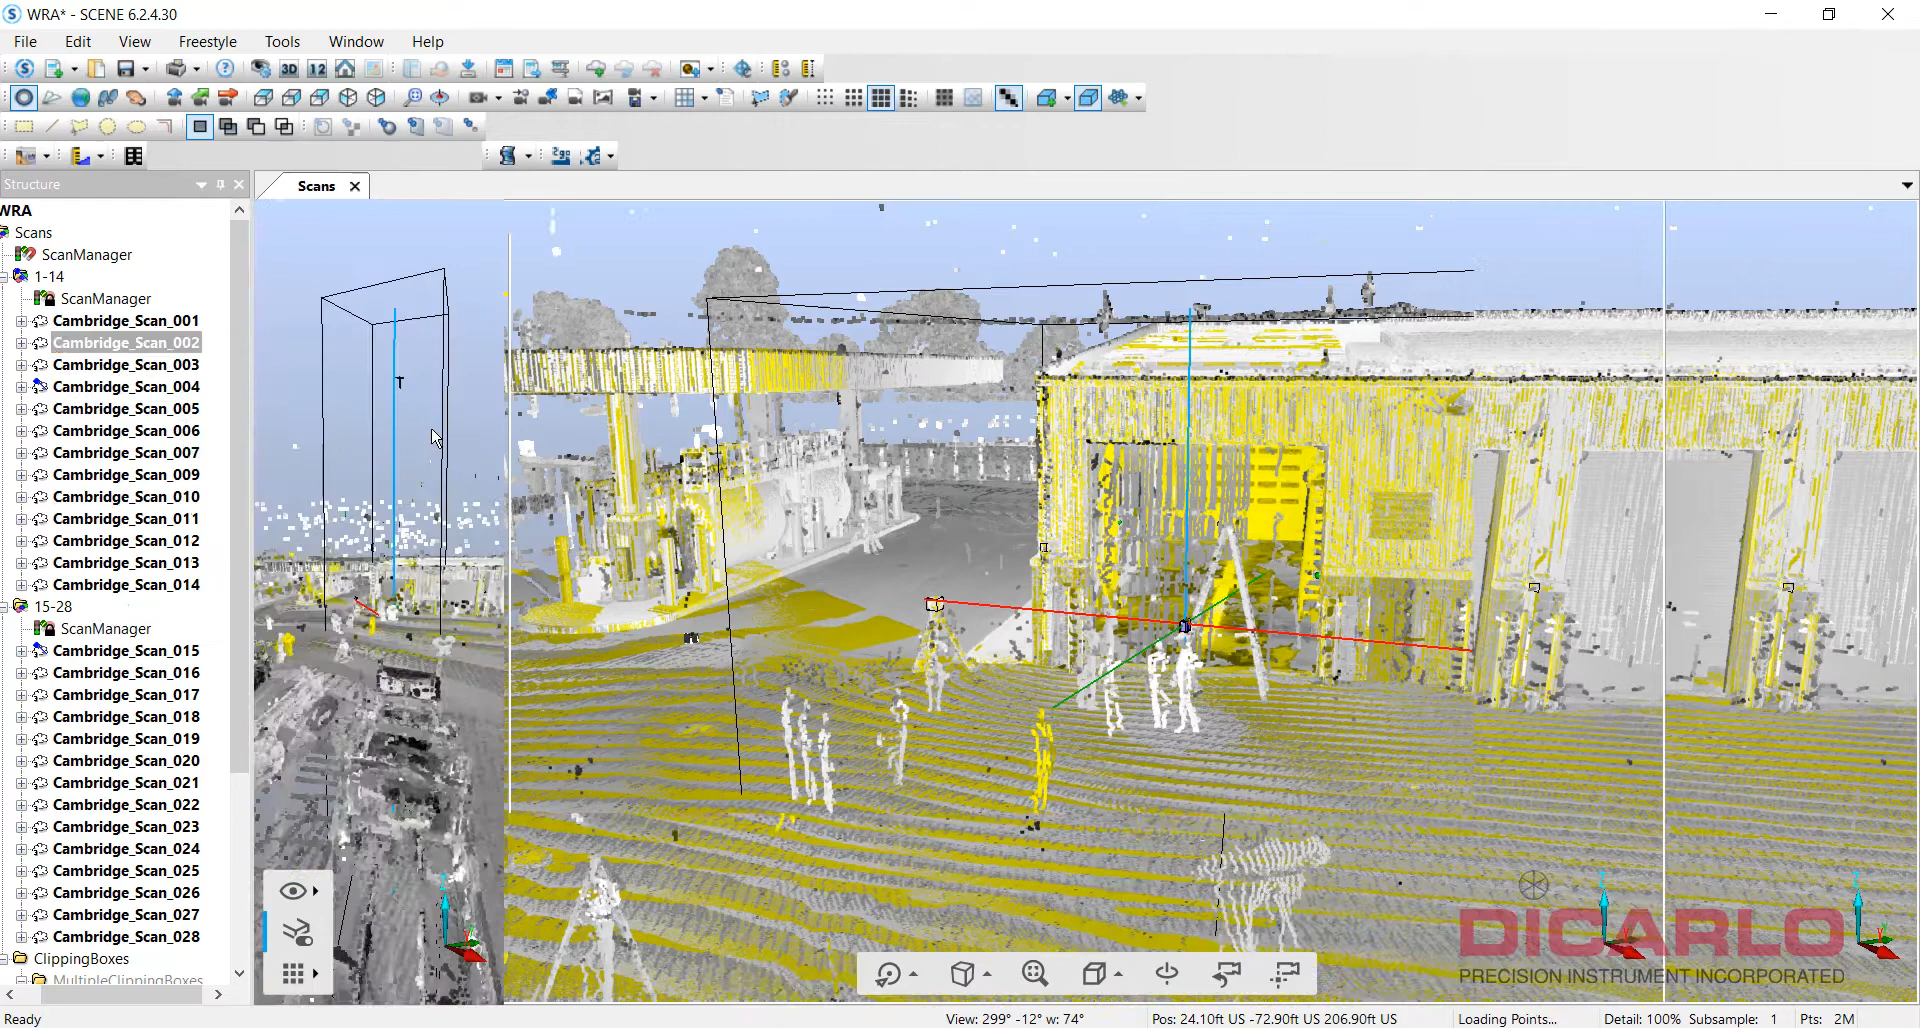 WRA* - SCENE 6.2.4.30
File Edit View Freestyle Tools Window Help
3D 12
2go
Structure
Scans
WRA
Scans
ScanManager
1-14
ScanManager
Cambridge_Scan_001
Cambridge_Scan_002
Cambridge_Scan_003
Cambridge_Scan_004
Cambridge_Scan_005
Cambridge_Scan_006
Cambridge_Scan_007
Cambridge_Scan_009
Cambridge_Scan_010
Cambridge_Scan_011
Cambridge_Scan_012
Cambridge_Scan_013
Cambridge_Scan_014
15-28
ScanManager
Cambridge_Scan_015
Cambridge_Scan_016
Cambridge_Scan_017
Cambridge_Scan_018
Cambridge_Scan_019
Cambridge_Scan_020
Cambridge_Scan_021
Cambridge_Scan_022
Cambridge_Scan_023
Cambridge_Scan_024
Cambridge_Scan_025
Cambridge_Scan_026
Cambridge_Scan_027
Cambridge_Scan_028
ClippingBoxes
MultipleClippingBoxes
DICARLO
PRECISION INSTRUMENT INCORPORATED
Ready
View: 299° -12° w: 74° Pos: 24.10ft US -72.90ft US 206.90ft US Loading Points... Detail: 100% Subsample: 1 Pts: 2M